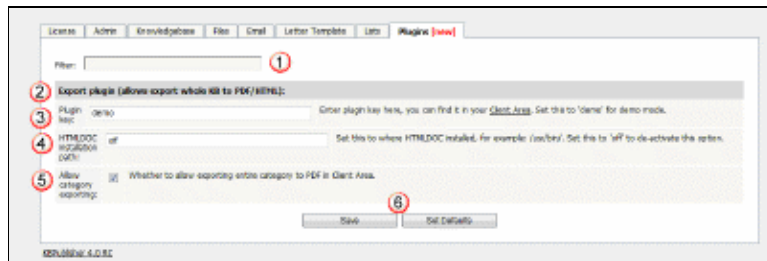 License Admin Knowledgebase Files Email Letter Template Lists Plugins [new]
Filter: 1
2 Export plugin (allows export whole KB to PDF/HTML):
3 Plugin key: demo Enter plugin key here, you can find it in your Client Area. Set this to 'demo' for demo mode.
4 HTMLDOC installation path: off Set this to where HTMLDOC installed, for example: /usr/bin/. Set this to 'off' to de-activate this option.
5 Allow category exporting: Whether to allow exporting entire category to PDF in Client Area.
6
Save Set Defaults
KBPublisher 4.0 RC